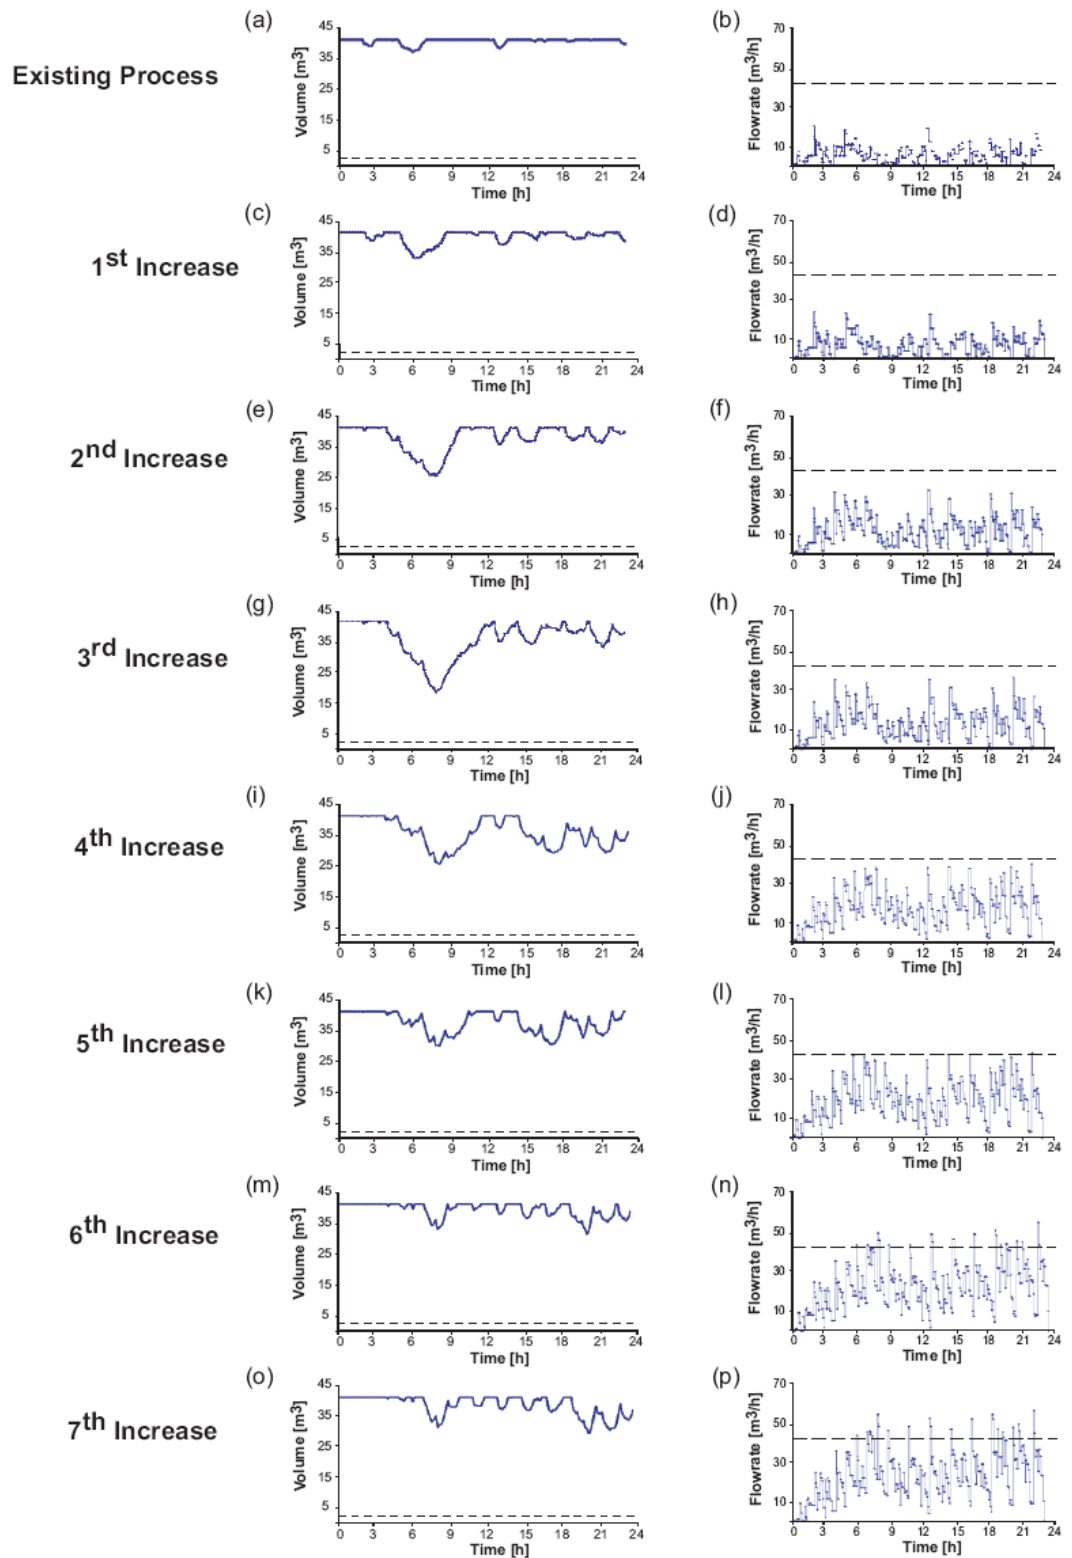 (a)
(b)
Existing Process
Volume [m3]
45
35
25
15
5
0 3 6 9 12 15 18 21 24
Time [h]
Flowrate [m3/h]
70
50
30
10
0 3 6 9 12 15 18 21 24
Time [h]
(c)
(d)
1st Increase
Volume [m3]
45
35
25
15
5
0 3 6 9 12 15 18 21 24
Time [h]
Flowrate [m3/h]
70
50
30
10
0 3 6 9 12 15 18 21 24
Time [h]
(e)
(f)
2nd Increase
Volume [m3]
45
35
25
15
5
0 3 6 9 12 15 18 21 24
Time [h]
Flowrate [m3/h]
70
50
30
10
0 3 6 9 12 15 18 21 24
Time [h]
(g)
(h)
3rd Increase
Volume [m3]
45
35
25
15
5
0 3 6 9 12 15 18 21 24
Time [h]
Flowrate [m3/h]
70
50
30
10
0 3 6 9 12 15 18 21 24
Time [h]
(i)
(j)
4th Increase
Volume [m3]
45
35
25
15
5
0 3 6 9 12 15 18 21 24
Time [h]
Flowrate [m3/h]
70
50
30
10
0 3 6 9 12 15 18 21 24
Time [h]
(k)
(l)
5th Increase
Volume [m3]
45
35
25
15
5
0 3 6 9 12 15 18 21 24
Time [h]
Flowrate [m3/h]
70
50
30
10
0 3 6 9 12 15 18 21 24
Time [h]
(m)
(n)
6th Increase
Volume [m3]
45
35
25
15
5
0 3 6 9 12 15 18 21 24
Time [h]
Flowrate [m3/h]
70
50
30
10
0 3 6 9 12 15 18 21 24
Time [h]
(o)
(p)
7th Increase
Volume [m3]
45
35
25
15
5
0 3 6 9 12 15 18 21 24
Time [h]
Flowrate [m3/h]
70
50
30
10
0 3 6 9 12 15 18 21 24
Time [h]